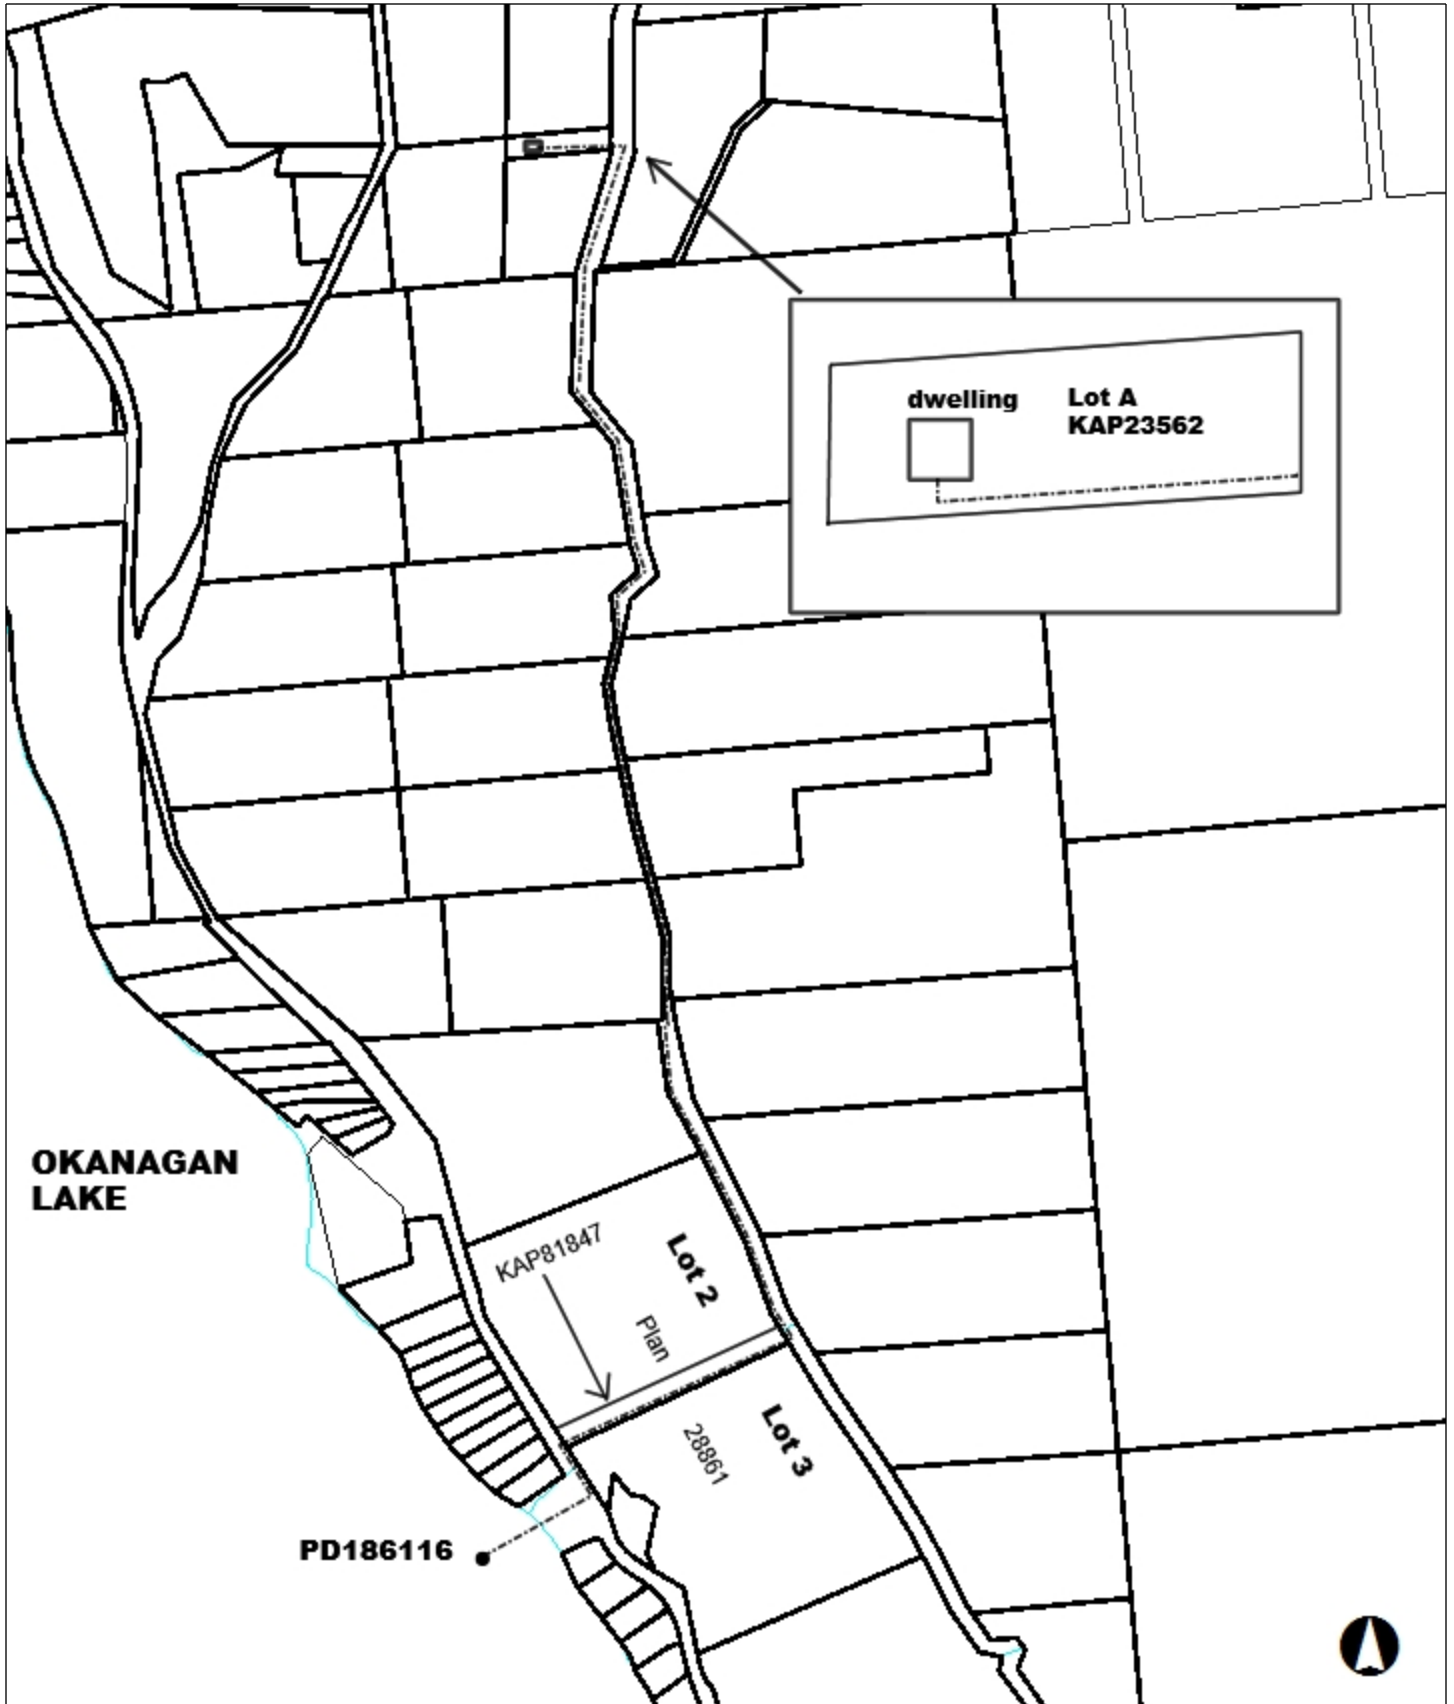 dwelling
Lot A
KAP23562
OKANAGAN
LAKE
KAP81847
Lot 2
Plan
28861
Lot 3
PD186116